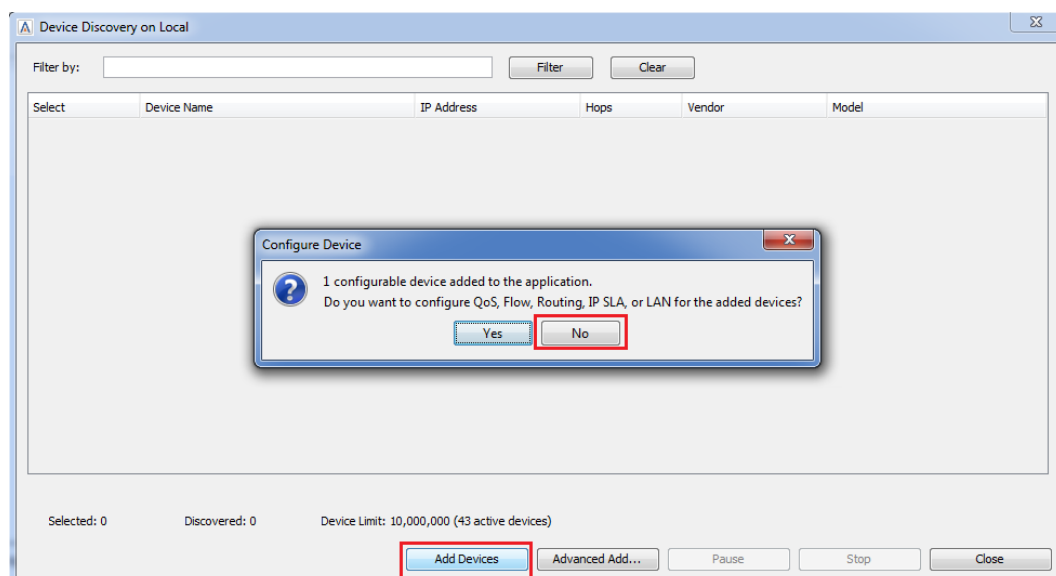 Device Discovery on Local
Filter by: Filter Clear
Select Device Name IP Address Hops Vendor Model
Configure Device
1 configurable device added to the application.
Do you want to configure QoS, Flow, Routing, IP SLA, or LAN for the added devices?
Yes No
Selected: 0 Discovered: 0 Device Limit: 10,000,000 (43 active devices)
Add Devices Advanced Add... Pause Stop Close